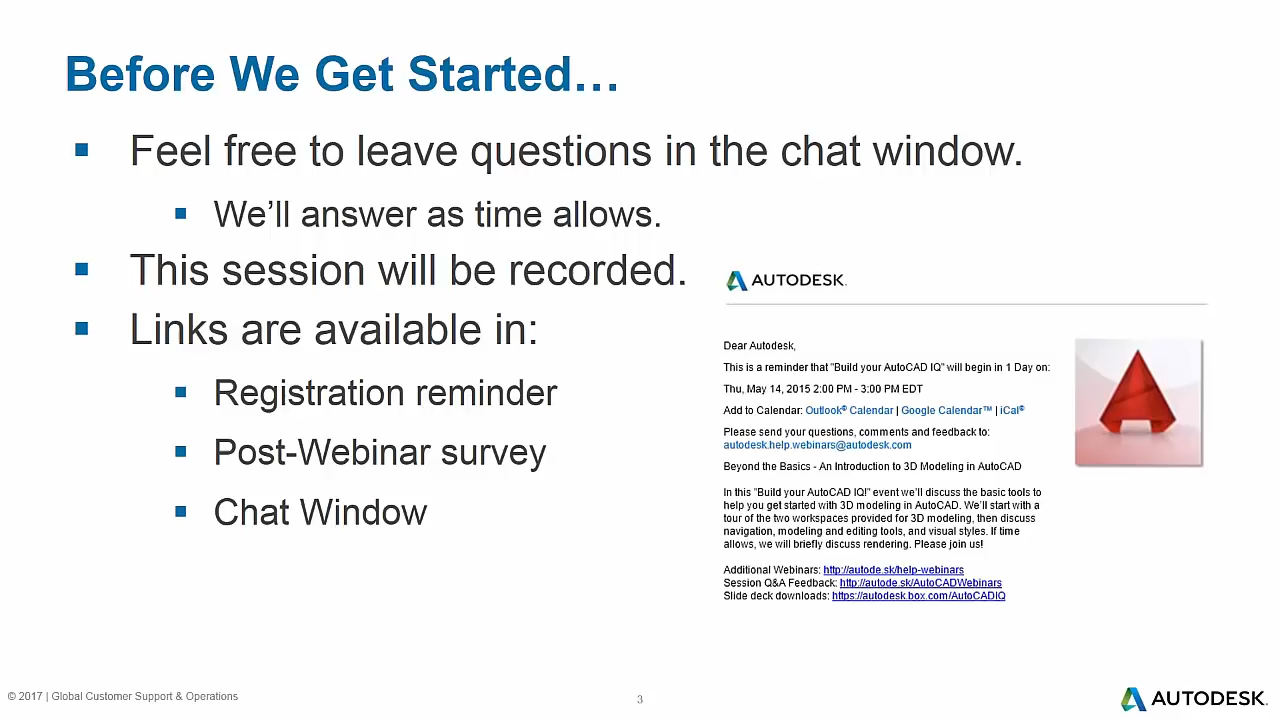 Before We Get Started…
▪ Feel free to leave questions in the chat window.
▪ We’ll answer as time allows.
▪ This session will be recorded.
▪ Links are available in:
▪ Registration reminder
▪ Post-Webinar survey
▪ Chat Window
AUTODESK.
Dear Autodesk,
This is a reminder that "Build your AutoCAD IQ" will begin in 1 Day on:
Thu, May 14, 2015 2:00 PM - 3:00 PM EDT
Add to Calendar: Outlook® Calendar | Google Calendar™ | iCal®
Please send your questions, comments and feedback to:
autodesk.help.webinars@autodesk.com
Beyond the Basics - An Introduction to 3D Modeling in AutoCAD
In this "Build your AutoCAD IQ!" event we’ll discuss the basic tools to
help you get started with 3D modeling in AutoCAD. We’ll start with a
tour of the two workspaces provided for 3D modeling, then discuss
navigation, modeling and editing tools, and visual styles. If time
allows, we will briefly discuss rendering. Please join us!
Additional Webinars: http://autode.sk/help-webinars
Session Q&A Feedback: http://autode.sk/AutoCADWebinars
Slide deck downloads: https://autodesk.box.com/AutoCADIQ
© 2017 | Global Customer Support & Operations
3
AUTODESK.